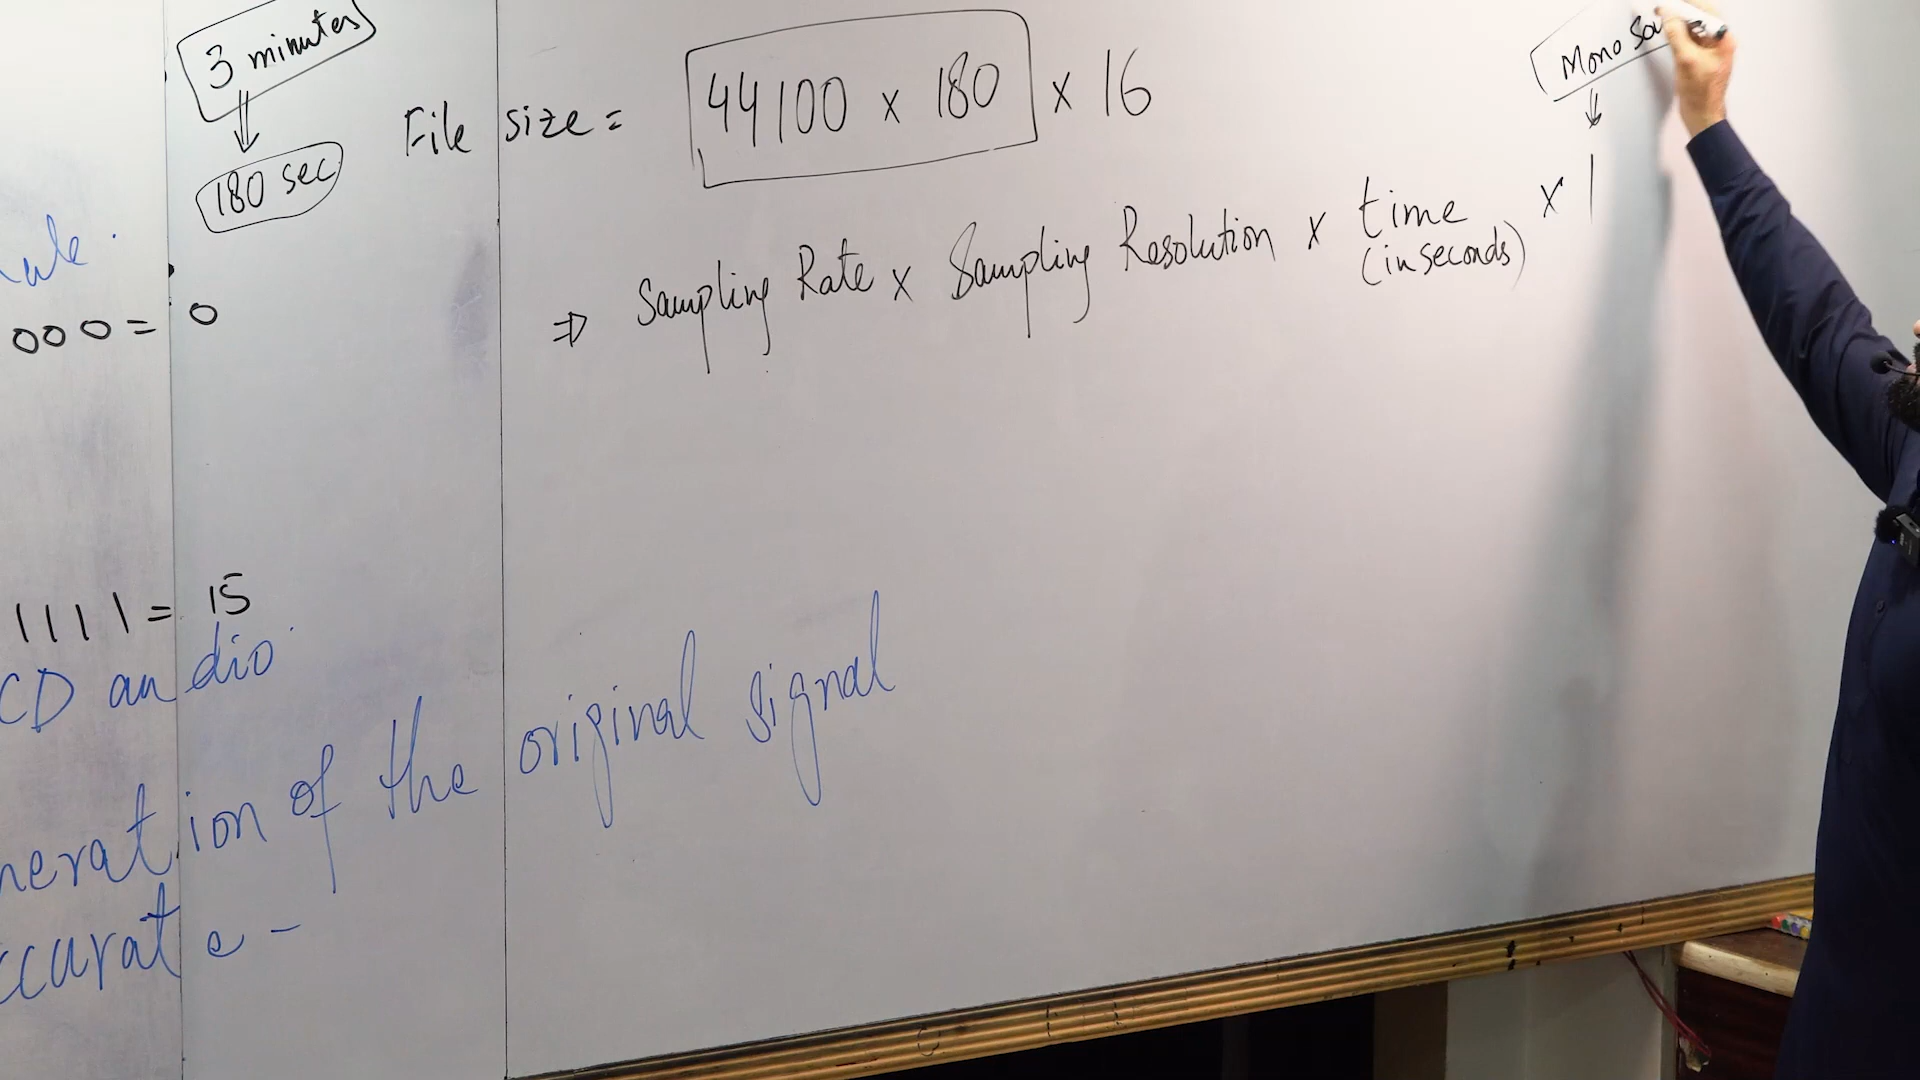 3 minutes
180 sec
File size = 44100 x 180 x 16
Mono
⇒ Sampling Rate x Sampling Resolution x time x 1
(in seconds)
000 = 0
1111 = 15
CD audio
of the original signal